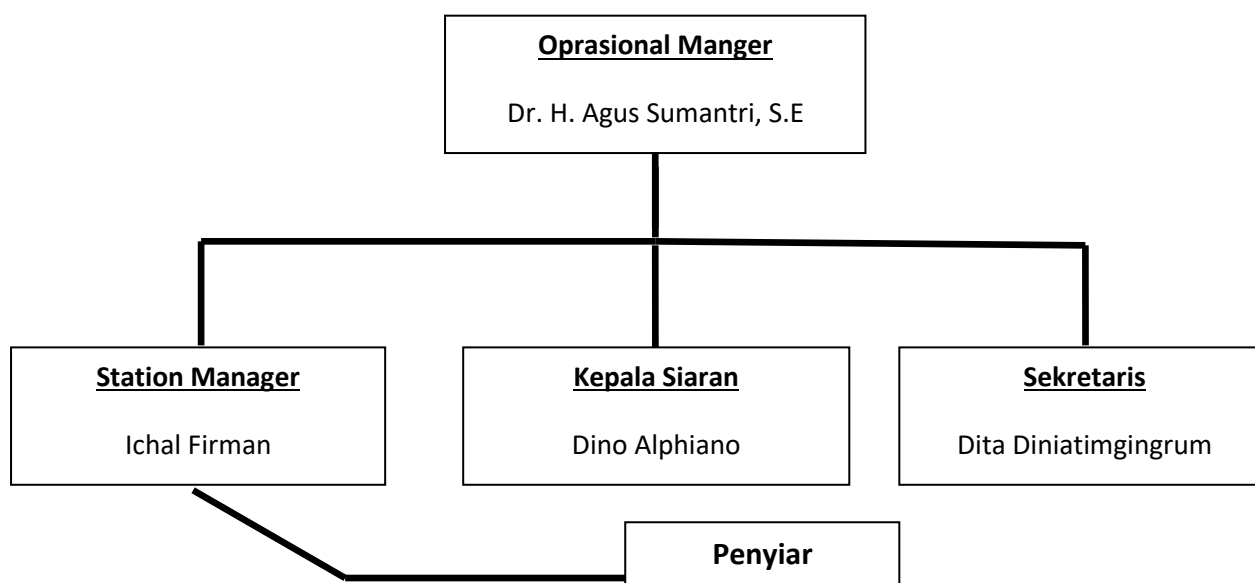 Oprasional Manger
Dr. H. Agus Sumantri, S.E
Station Manager
Ichal Firman
Kepala Siaran
Dino Alphiano
Sekretaris
Dita Diniatimgingrum
Penyiar